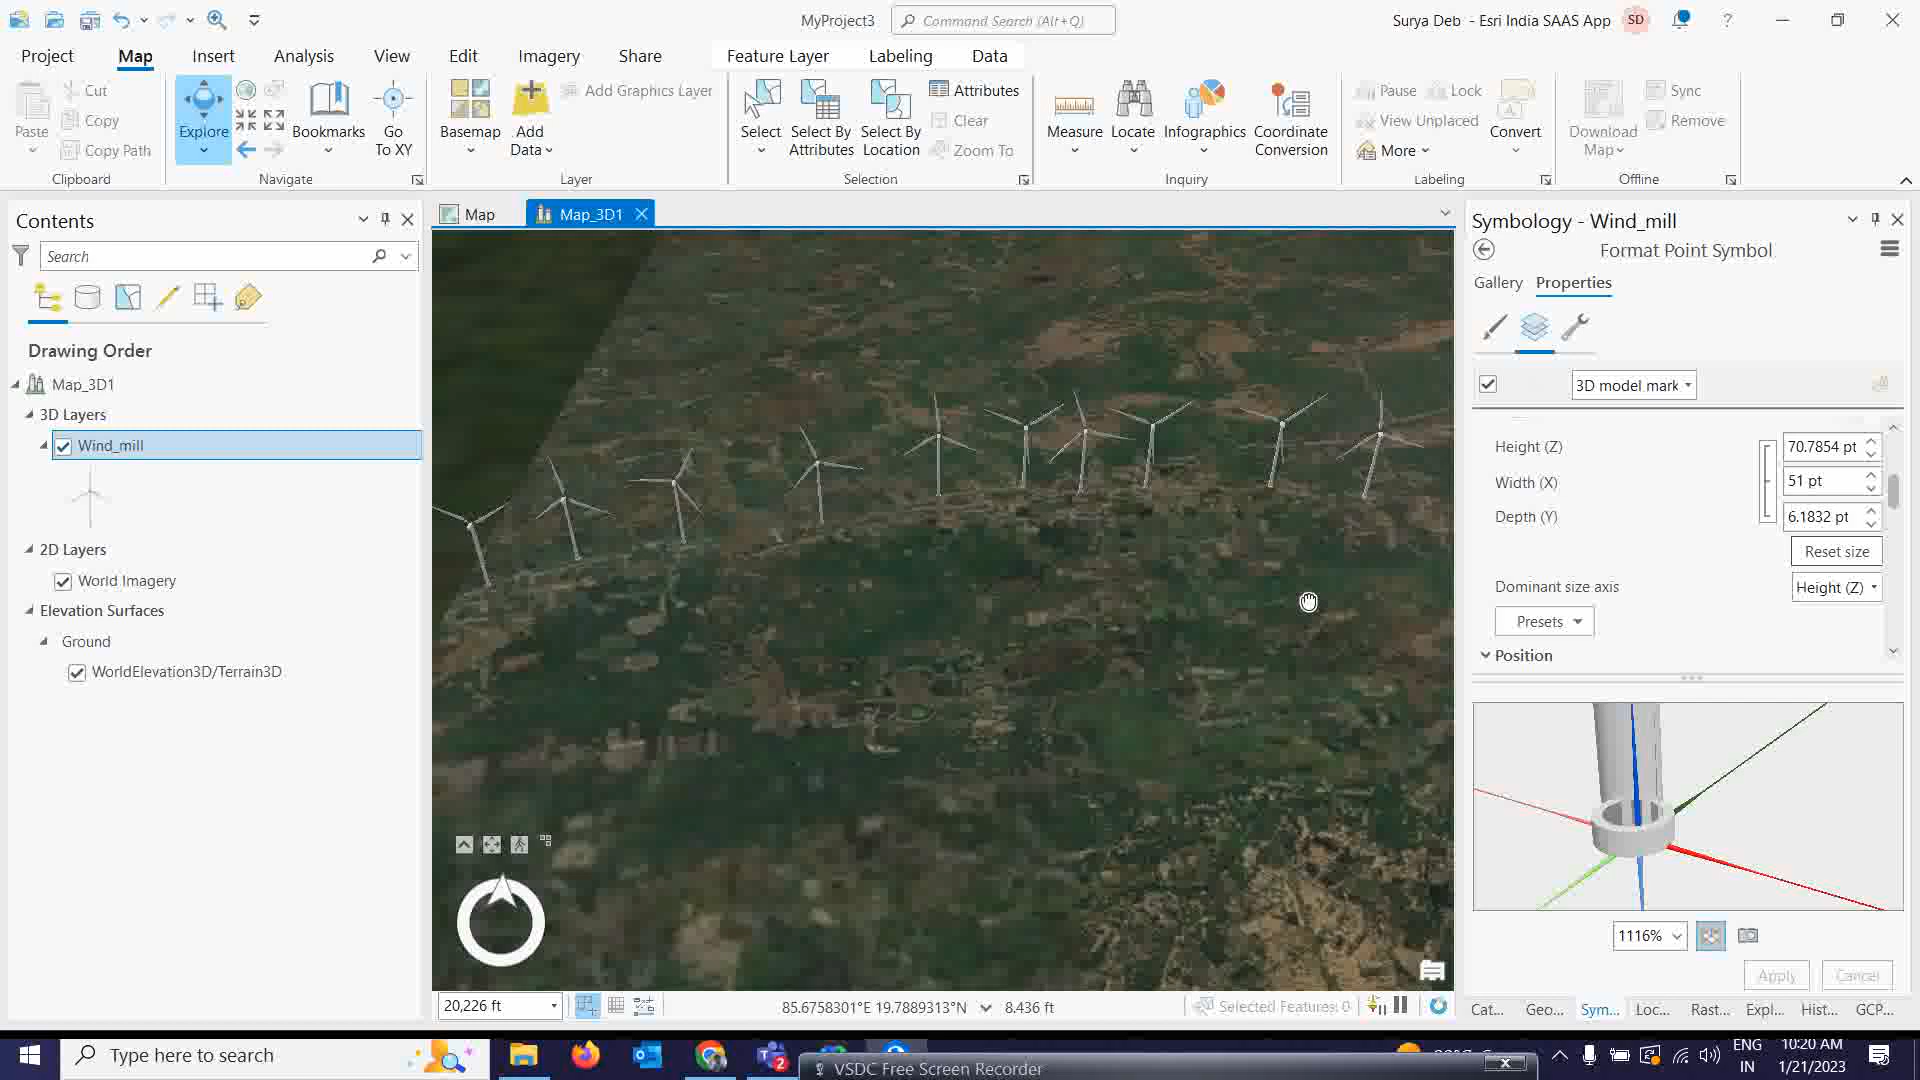 MyProject3
Command Search (Alt+Q)
Surya Deb - Esri India SAAS App
SD
?
Project
Map
Insert
Analysis
View
Edit
Imagery
Share
Feature Layer
Labeling
Data
Paste
Cut
Copy
Copy Path
Clipboard
Explore
Bookmarks
Go
To XY
Navigate
Basemap
Add
Data
Add Graphics Layer
Layer
Select
Select By
Attributes
Select By
Location
Attributes
Clear
Zoom To
Selection
Measure
Locate
Infographics
Coordinate
Conversion
Inquiry
Pause
Lock
View Unplaced
More
Convert
Labeling
Download
Map
Sync
Remove
Offline
Contents
Search
Drawing Order
Map_3D1
3D Layers
Wind_mill
2D Layers
World Imagery
Elevation Surfaces
Ground
WorldElevation3D/Terrain3D
Map
Map_3D1
20,226 ft
85.6758301°E 19.7889313°N
8.436 ft
Selected Features: 0
Symbology - Wind_mill
Format Point Symbol
Gallery
Properties
3D model mark
Height (Z)
70.7854 pt
Width (X)
51 pt
Depth (Y)
6.1832 pt
Reset size
Dominant size axis
Height (Z)
Presets
Position
1116%
Apply
Cancel
Cat...
Geo...
Sym...
Loc...
Rast...
Expl...
Hist...
GCP...
Type here to search
2
VSDC Free Screen Recorder
ENG
IN
10:20 AM
1/21/2023